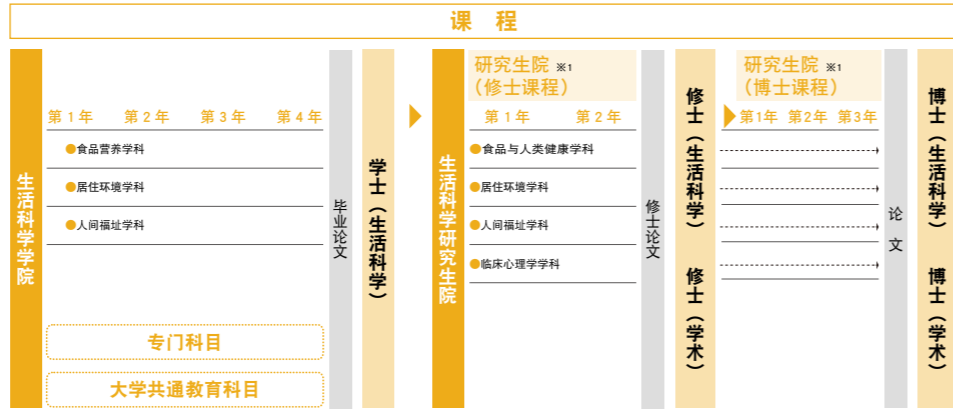 课 程
生活科学学院
第1年 第2年 第3年 第4年
●食品营养学科
●居住环境学科
●人间福址学科
专门科目
大学共通教育科目
毕业论文
学士（生活科学）
生活科学研究生院
研究生院 ※1
（修士课程）
第1年 第2年
●食品与人类健康学科
●居住环境学科
●人间福址学科
●临床心理学学科
修士论文
修士（生活科学）
修士（学术）
研究生院 ※1
（博士课程）
第1年 第2年 第3年
论 文
博士（生活科学）
博士（学术）